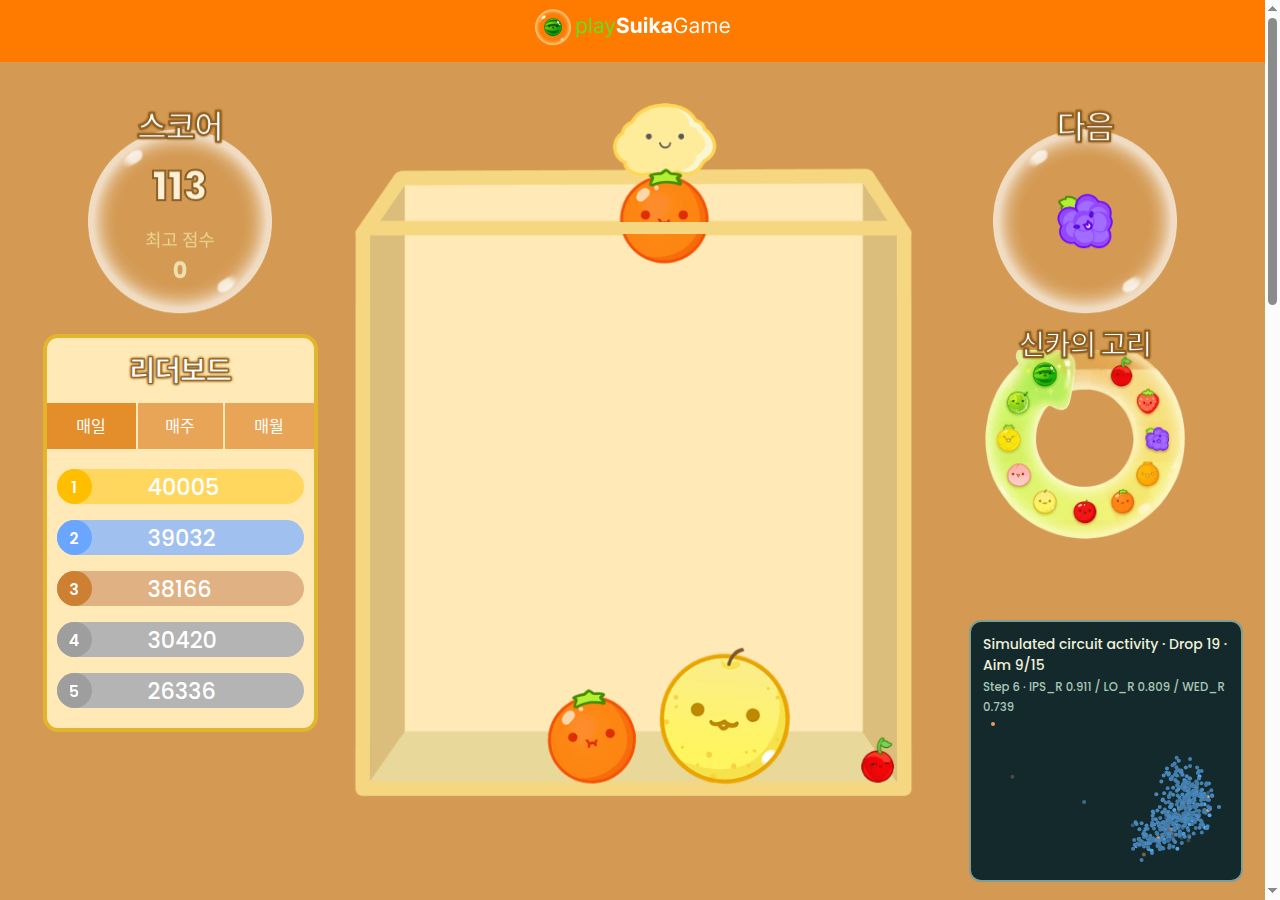 playSuikaGame
스코어
113
최고 점수
0
다음
신카의 고리
리더보드
매일 매주 매월
1 40005
2 39032
3 38166
4 30420
5 26336
Simulated circuit activity · Drop 19 ·
Aim 9/15
Step 6 · IPS_R 0.911 / LO_R 0.809 / WED_R
0.739